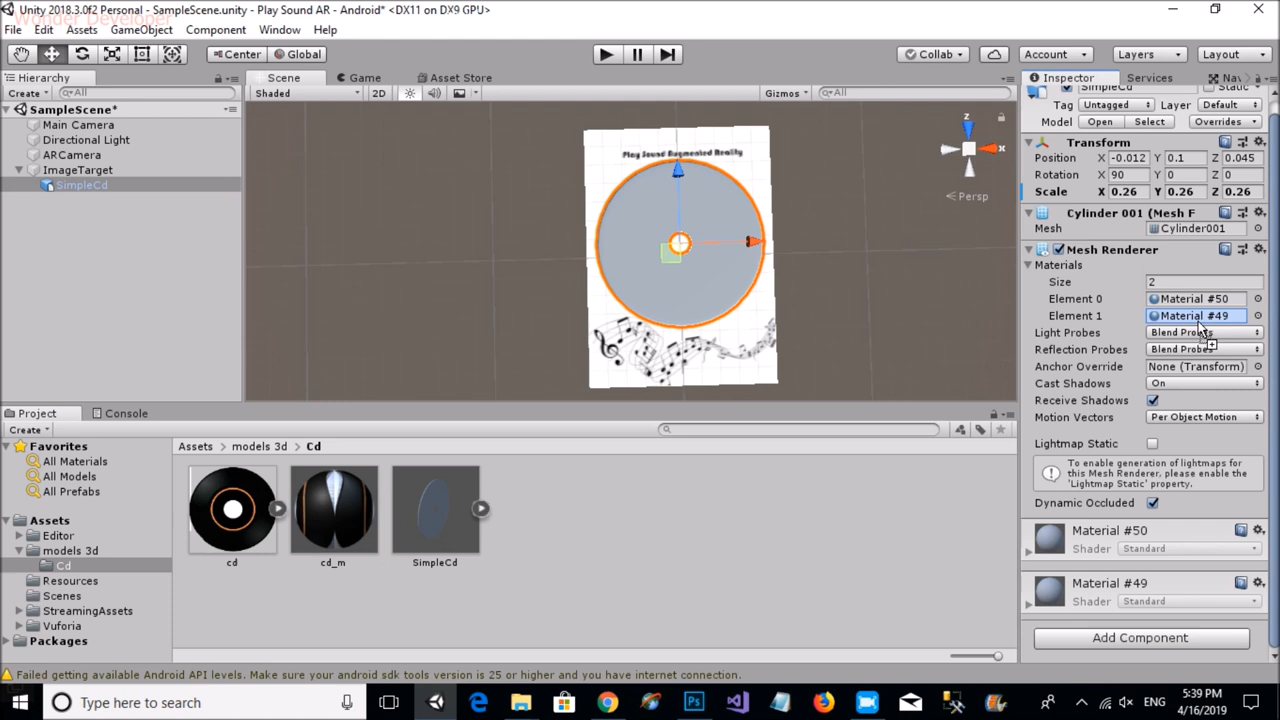 Wonder Developer
Unity 2018.3.0f2 Personal - SampleScene.unity - Play Sound AR - Android* <DX11 on DX9 GPU>
File Edit Assets GameObject Component Window Help
Center Global Collab Account Layers Layout
Hierarchy
Create All
SampleScene*
Main Camera
Directional Light
ARCamera
ImageTarget
SimpleCd
Scene Game Asset Store
Shaded 2D Gizmos All
Play Sound Augmented Reality
z
x
Persp
Inspector Services Nav
SimpleCd Static
Tag Untagged Layer Default
Model Open Select Overrides
Transform
Position X -0.012 Y 0.1 Z 0.045
Rotation X 90 Y 0 Z 0
Scale X 0.26 Y 0.26 Z 0.26
Cylinder 001 (Mesh F
Mesh Cylinder001
Mesh Renderer
Materials
Size 2
Element 0 Material #50
Element 1 Material #49
Light Probes Blend Probes
Reflection Probes Blend Probes
Anchor Override None (Transform)
Cast Shadows On
Receive Shadows
Motion Vectors Per Object Motion
Lightmap Static
To enable generation of lightmaps for
this Mesh Renderer, please enable the
'Lightmap Static' property.
Dynamic Occluded
Material #50
Shader Standard
Material #49
Shader Standard
Add Component
Project Console
Create
Favorites
All Materials
All Models
All Prefabs
Assets
Editor
models 3d
Cd
Resources
Scenes
StreamingAssets
Vuforia
Packages
Assets models 3d Cd
cd cd_m SimpleCd
Failed getting available Android API levels. Make sure your android sdk tools version is 25 or higher and you have internet connection.
Type here to search
ENG
5:39 PM
4/16/2019